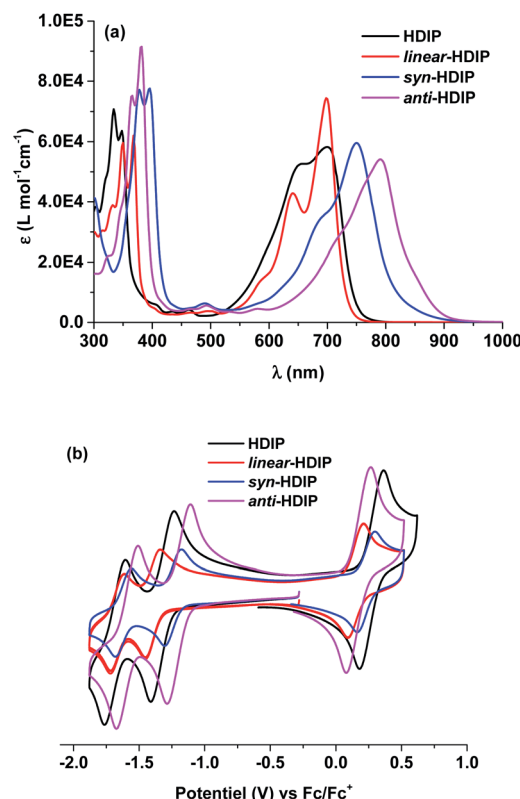 (a)
HDIP
linear-HDIP
syn-HDIP
anti-HDIP
ε (L mol⁻¹cm⁻¹)
1.0E5
8.0E4
6.0E4
4.0E4
2.0E4
0.0
300 400 500 600 700 800 900 1000
λ (nm)
(b)
HDIP
linear-HDIP
syn-HDIP
anti-HDIP
-2.0 -1.5 -1.0 -0.5 0.0 0.5 1.0
Potentiel (V) vs Fc/Fc⁺